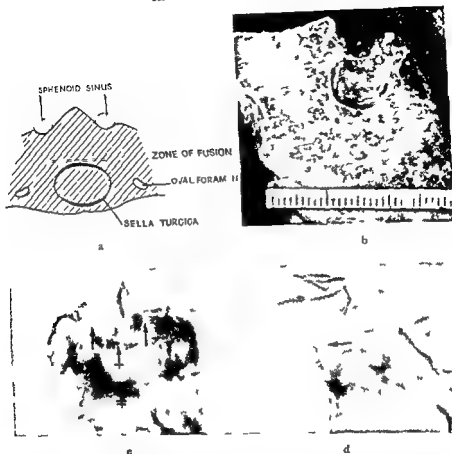 SPHENOID SINUS
ZONE OF FUSION
OVAL FORAM N
SELLA TURCICA
a
b
c
d